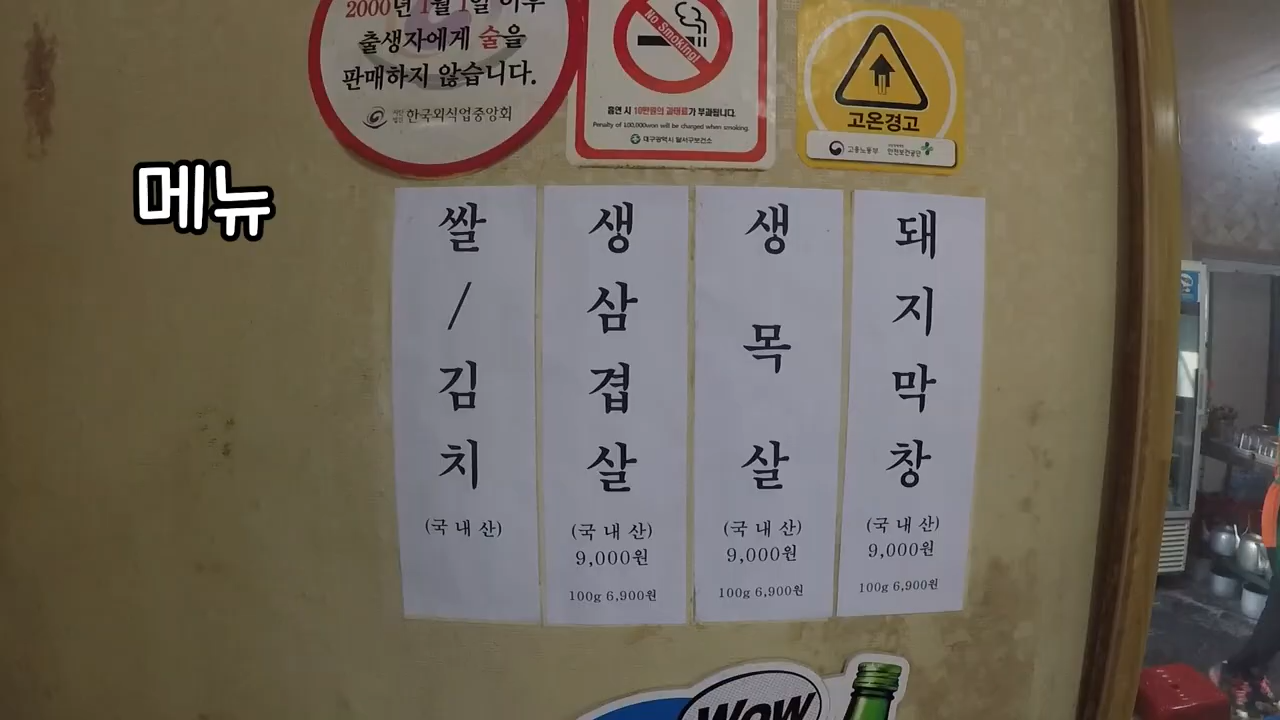 2000년 1월 1일 이후
출생자에게 술을
판매하지 않습니다.
한국외식업중앙회
No Smoking!
흡연 시 10만원의 과태료가 부과됩니다.
Penalty of 100,000won will be charged when smoking.
대구광역시 달서구보건소
고온경고
고용노동부
안전보건공단
메뉴
쌀/김치
(국내산)
생삼겹살
(국내산)
9,000원
100g 6,900원
생목살
(국내산)
9,000원
100g 6,900원
돼지막창
(국내산)
9,000원
100g 6,900원
Wow